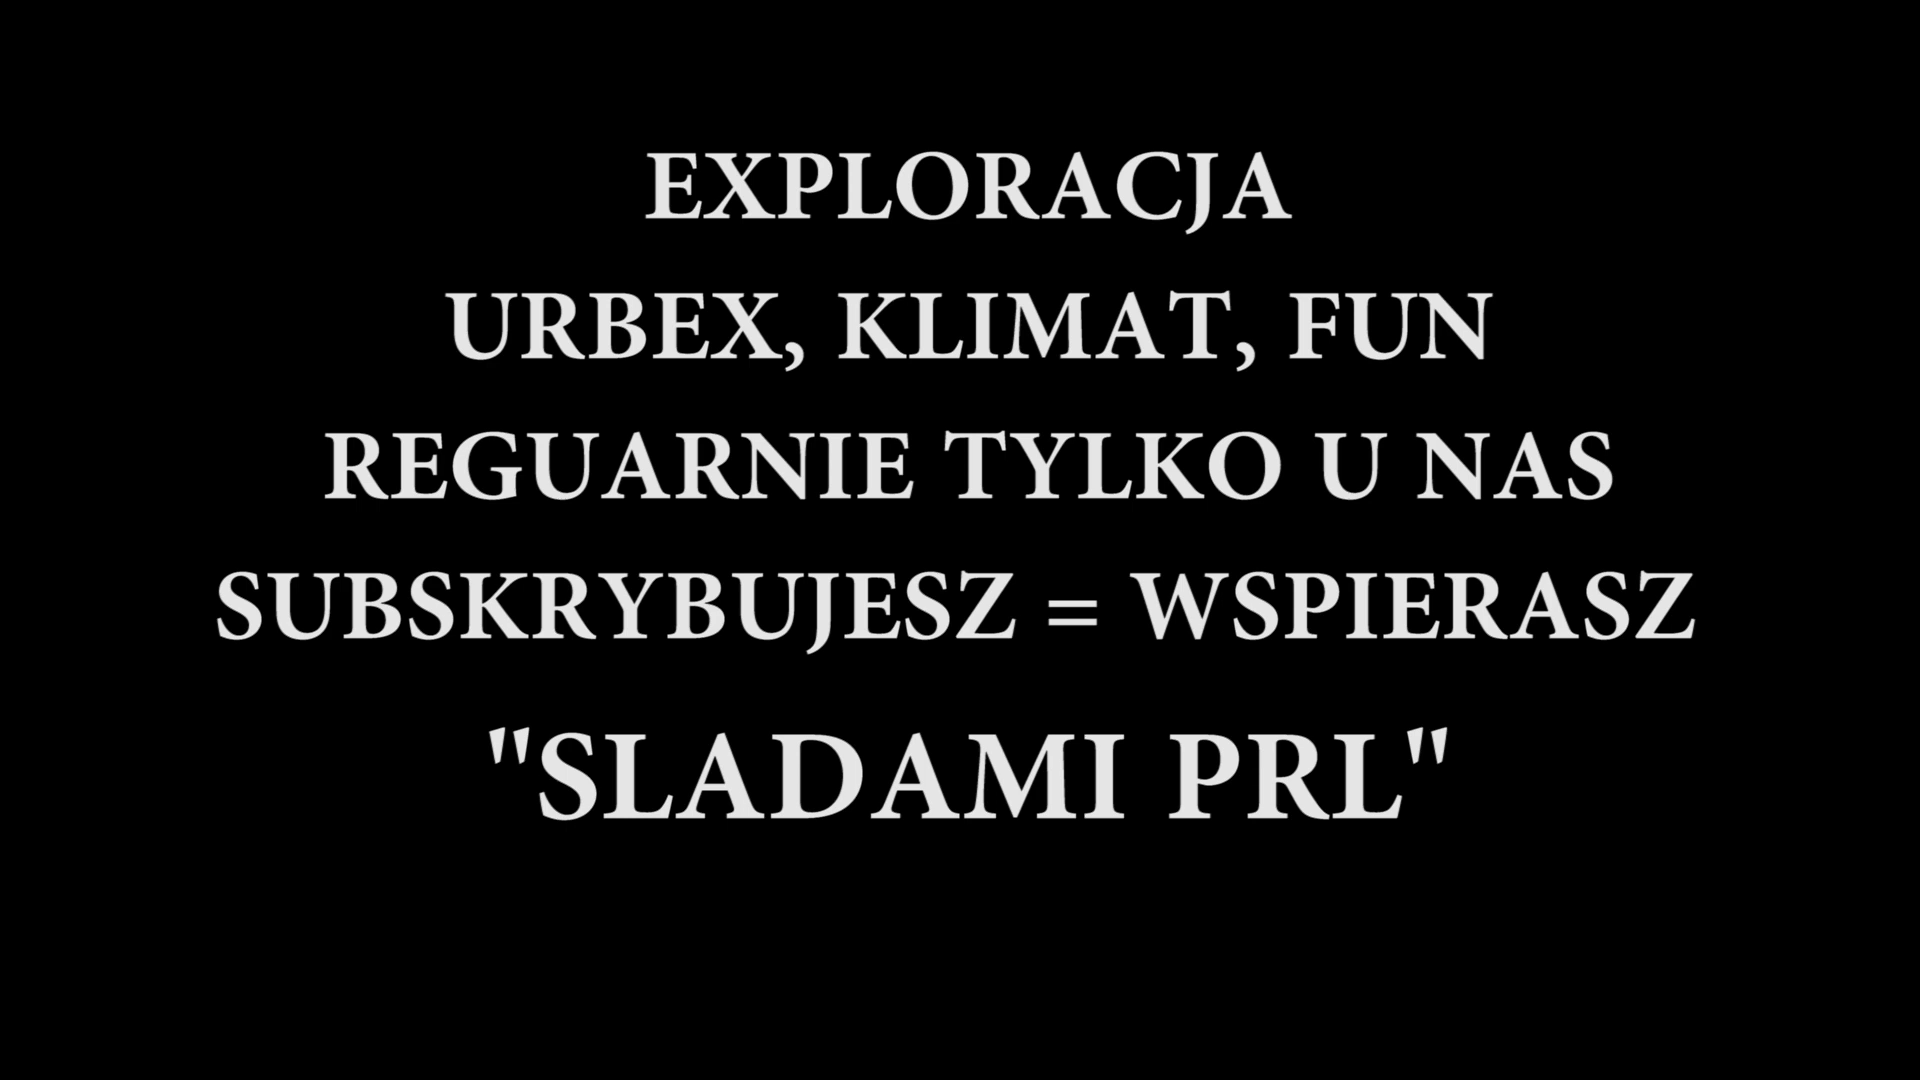 EXPLORACJA
URBEX, KLIMAT, FUN
REGUARNIE TYLKO U NAS
SUBSKRYBUJESZ = WSPIERASZ
"SLADAMI PRL"